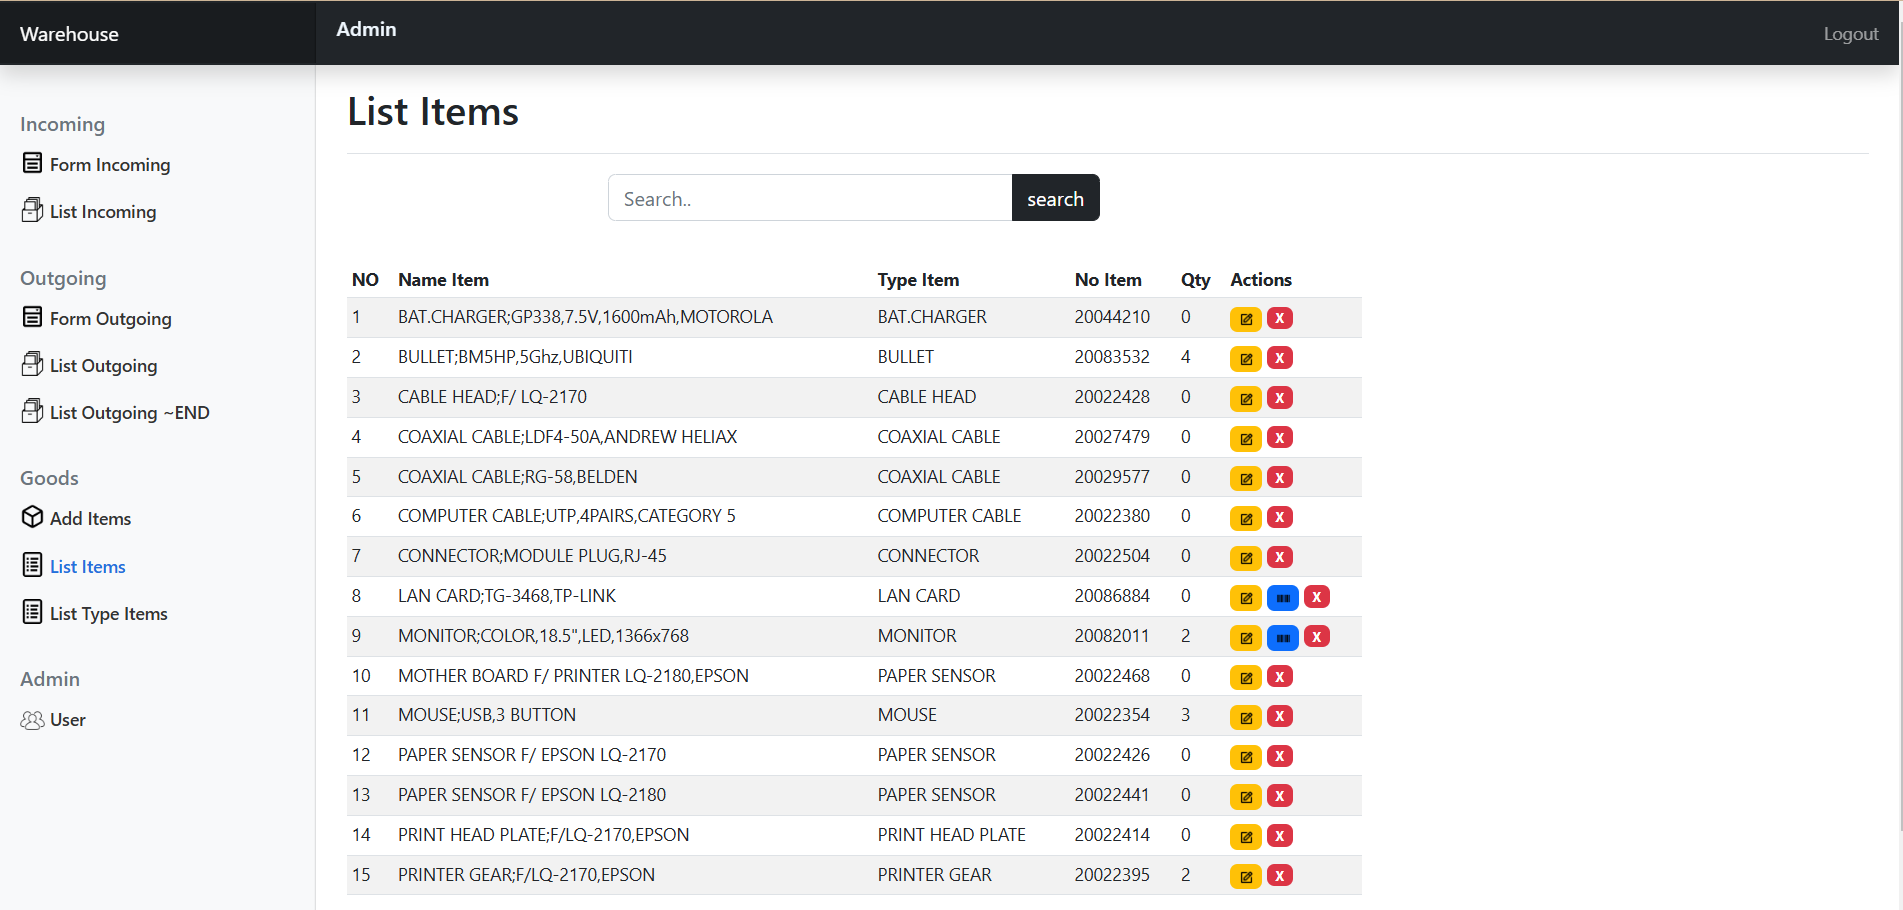 Warehouse
Admin
Logout
Incoming
Form Incoming
List Incoming
Outgoing
Form Outgoing
List Outgoing
List Outgoing ~END
Goods
Add Items
List Items
List Type Items
Admin
User
List Items
Search..
search
NO Name Item Type Item No Item Qty Actions
1 BAT.CHARGER;GP338,7.5V,1600mAh,MOTOROLA BAT.CHARGER 20044210 0 X
2 BULLET;BM5HP,5Ghz,UBIQUITI BULLET 20083532 4 X
3 CABLE HEAD;F/ LQ-2170 CABLE HEAD 20022428 0 X
4 COAXIAL CABLE;LDF4-50A,ANDREW HELIAX COAXIAL CABLE 20027479 0 X
5 COAXIAL CABLE;RG-58,BELDEN COAXIAL CABLE 20029577 0 X
6 COMPUTER CABLE;UTP,4PAIRS,CATEGORY 5 COMPUTER CABLE 20022380 0 X
7 CONNECTOR;MODULE PLUG,RJ-45 CONNECTOR 20022504 0 X
8 LAN CARD;TG-3468,TP-LINK LAN CARD 20086884 0 X
9 MONITOR;COLOR,18.5",LED,1366x768 MONITOR 20082011 2 X
10 MOTHER BOARD F/ PRINTER LQ-2180,EPSON PAPER SENSOR 20022468 0 X
11 MOUSE;USB,3 BUTTON MOUSE 20022354 3 X
12 PAPER SENSOR F/ EPSON LQ-2170 PAPER SENSOR 20022426 0 X
13 PAPER SENSOR F/ EPSON LQ-2180 PAPER SENSOR 20022441 0 X
14 PRINT HEAD PLATE;F/LQ-2170,EPSON PRINT HEAD PLATE 20022414 0 X
15 PRINTER GEAR;F/LQ-2170,EPSON PRINTER GEAR 20022395 2 X